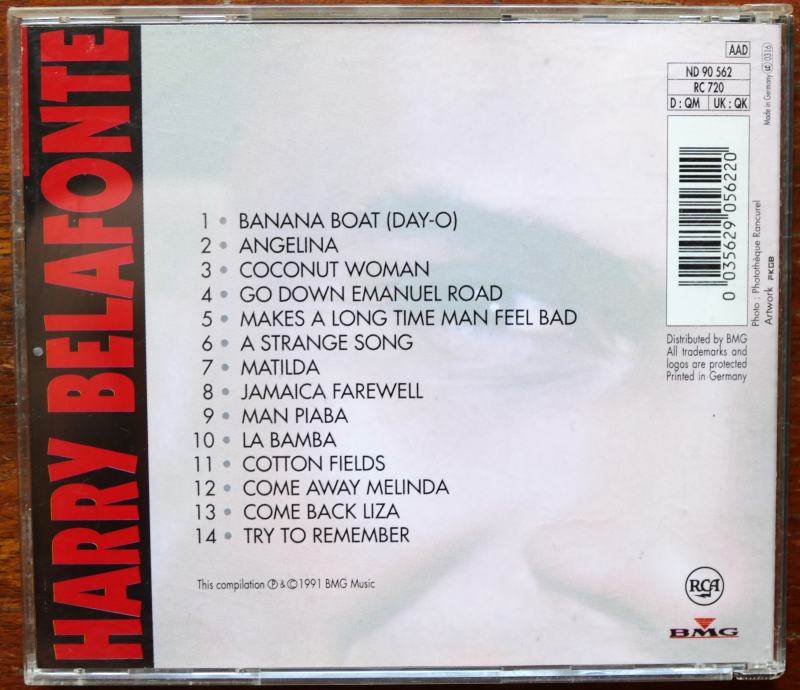 HARRY BELAFONTE
AAD
ND 90 562
RC 720
D : QM UK : QK
Made in Germany
0316
0 035629 056220
Photo : Photothèque Rancurel
Artwork FKGB
Distributed by BMG
All trademarks and
logos are protected
Printed in Germany
1 • BANANA BOAT (DAY-O)
2 • ANGELINA
3 • COCONUT WOMAN
4 • GO DOWN EMANUEL ROAD
5 • MAKES A LONG TIME MAN FEEL BAD
6 • A STRANGE SONG
7 • MATILDA
8 • JAMAICA FAREWELL
9 • MAN PIABA
10 • LA BAMBA
11 • COTTON FIELDS
12 • COME AWAY MELINDA
13 • COME BACK LIZA
14 • TRY TO REMEMBER
This compilation ℗ & © 1991 BMG Music
RCA
BMG